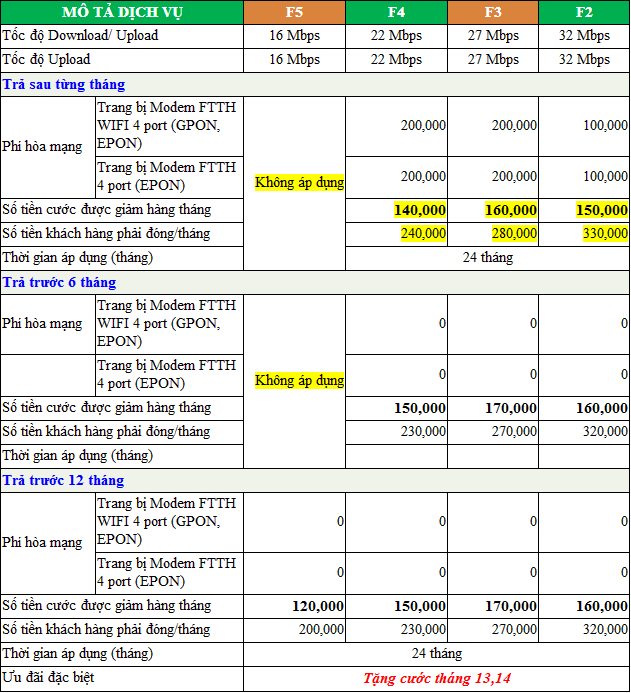 MÔ TẢ DỊCH VỤ F5 F4 F3 F2
Tốc độ Download/ Upload 16 Mbps 22 Mbps 27 Mbps 32 Mbps
Tốc độ Upload 16 Mbps 22 Mbps 27 Mbps 32 Mbps
Trả sau từng tháng
Phí hòa mạng
Trang bị Modem FTTH
WIFI 4 port (GPON,
EPON)
200,000 200,000 100,000
Trang bị Modem FTTH
4 port (EPON)
200,000 200,000 100,000
Không áp dụng
Số tiền cước được giảm hàng tháng 140,000 160,000 150,000
Số tiền khách hàng phải đóng/tháng 240,000 280,000 330,000
Thời gian áp dụng (tháng) 24 tháng
Trả trước 6 tháng
Phí hòa mạng
Trang bị Modem FTTH
WIFI 4 port (GPON,
EPON)
0 0 0
Trang bị Modem FTTH
4 port (EPON)
0 0 0
Không áp dụng
Số tiền cước được giảm hàng tháng 150,000 170,000 160,000
Số tiền khách hàng phải đóng/tháng 230,000 270,000 320,000
Thời gian áp dụng (tháng)
Trả trước 12 tháng
Phí hòa mạng
Trang bị Modem FTTH
WIFI 4 port (GPON,
EPON)
0 0 0 0
Trang bị Modem FTTH
4 port (EPON)
0 0 0 0
Số tiền cước được giảm hàng tháng 120,000 150,000 170,000 160,000
Số tiền khách hàng phải đóng/tháng 200,000 230,000 270,000 320,000
Thời gian áp dụng (tháng) 24 tháng
Ưu đãi đặc biệt Tặng cước tháng 13,14